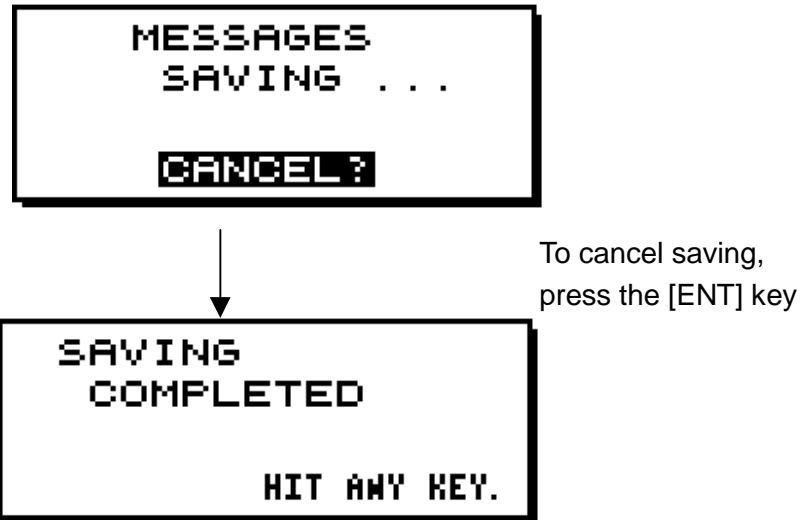 MESSAGES
SAVING ...
CANCEL?
To cancel saving,
press the [ENT] key
SAVING
COMPLETED
HIT ANY KEY.